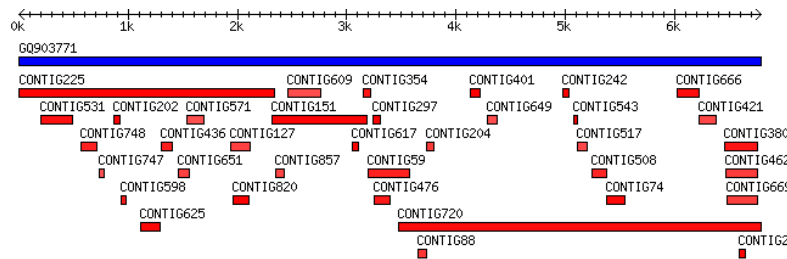 0k 1k 2k 3k 4k 5k 6k
GQ903771
CONTIG225 CONTIG609 CONTIG354 CONTIG401 CONTIG242 CONTIG666
CONTIG531 CONTIG202 CONTIG571 CONTIG151 CONTIG297 CONTIG649 CONTIG543 CONTIG421
CONTIG748 CONTIG436 CONTIG127 CONTIG617 CONTIG204 CONTIG517 CONTIG380
CONTIG747 CONTIG651 CONTIG857 CONTIG59 CONTIG508 CONTIG462
CONTIG598 CONTIG820 CONTIG476 CONTIG74 CONTIG669
CONTIG625 CONTIG720
CONTIG88 CONTIG2